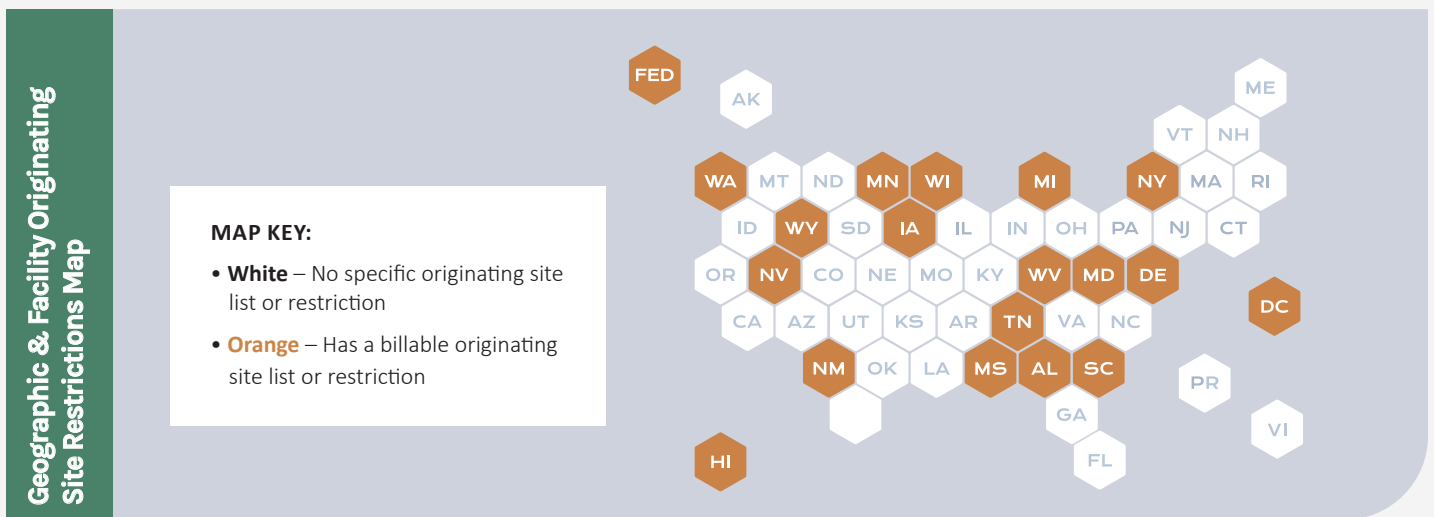 Geographic & Facility Originating
Site Restrictions Map
MAP KEY:
• White – No specific originating site
list or restriction
• Orange – Has a billable originating
site list or restriction
FED
AK
ME
VT NH
WA MT ND MN WI MI NY MA RI
ID WY SD IA IL IN OH PA NJ CT
OR NV CO NE MO KY WV MD DE
DC
CA AZ UT KS AR TN VA NC
NM OK LA MS AL SC
PR
GA
VI
HI
FL